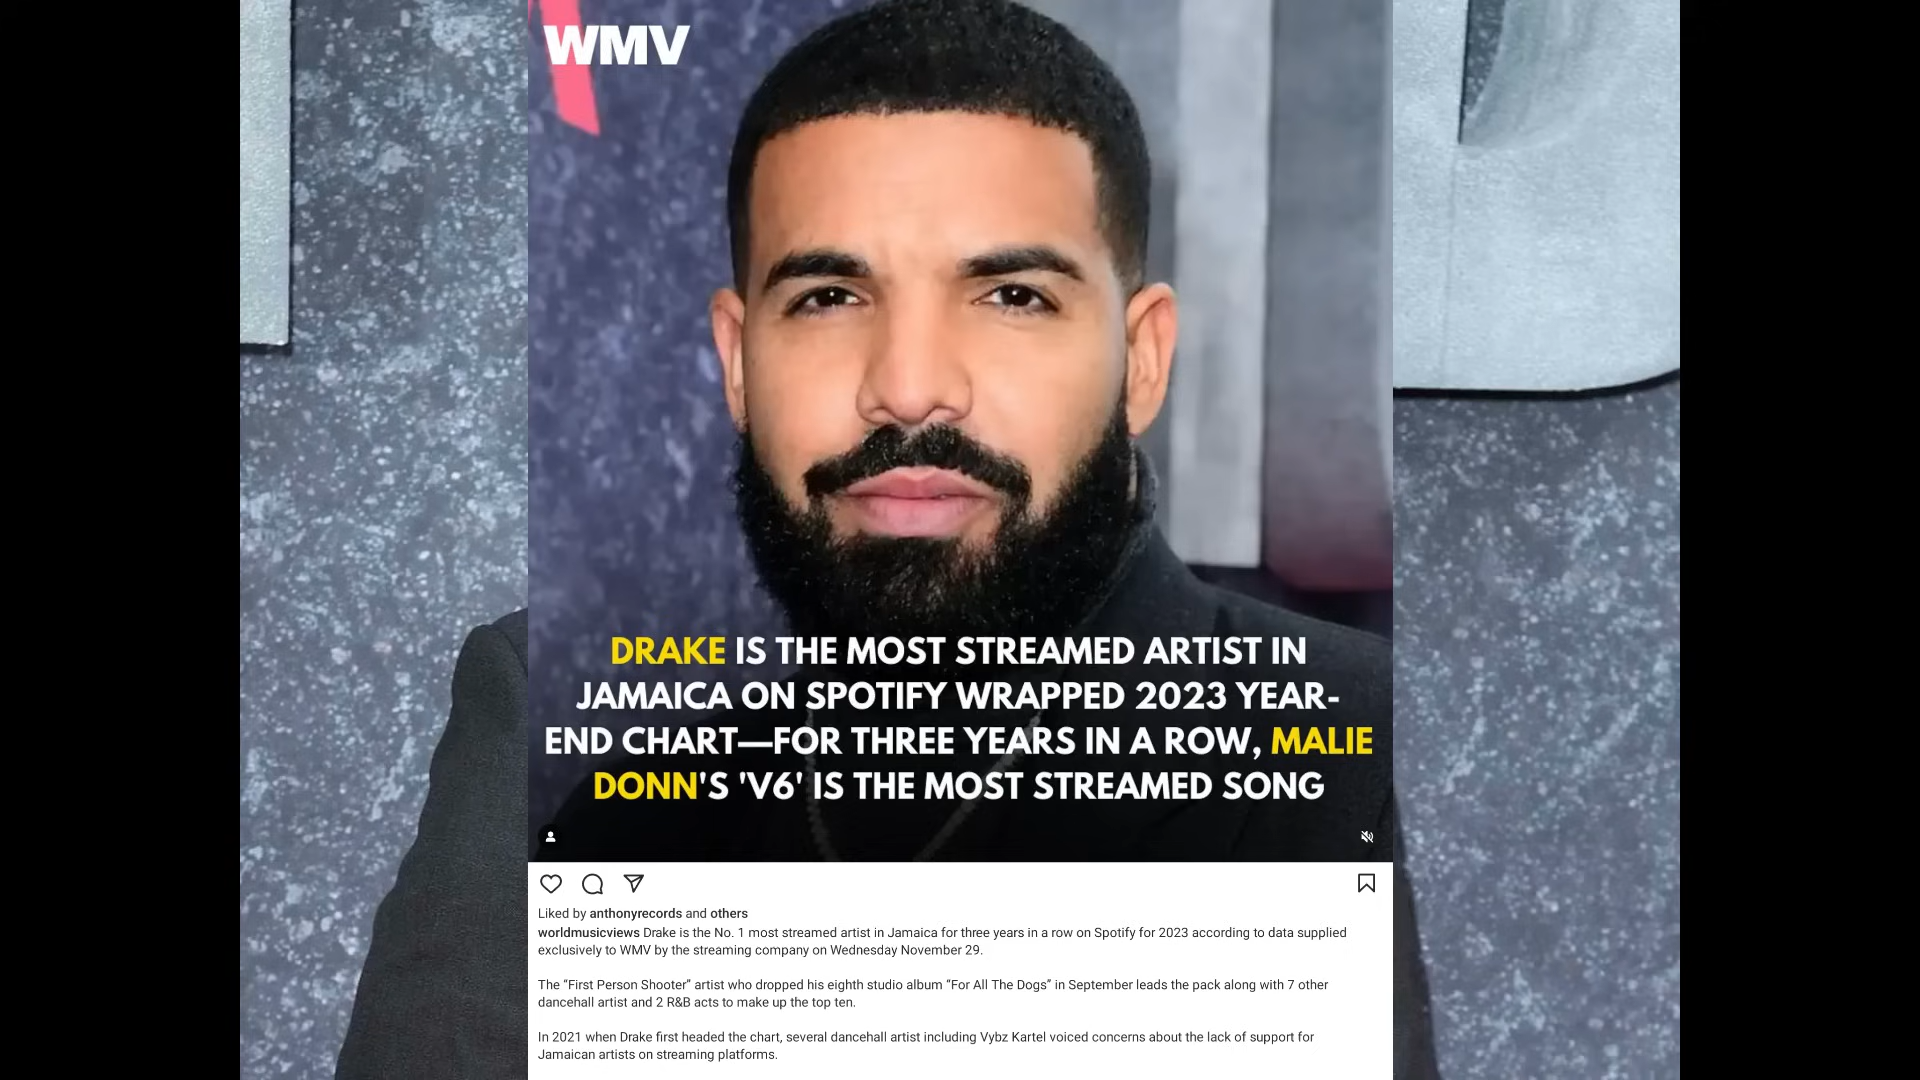 WMV
DRAKE IS THE MOST STREAMED ARTIST IN
JAMAICA ON SPOTIFY WRAPPED 2023 YEAR-
END CHART—FOR THREE YEARS IN A ROW, MALIE
DONN'S 'V6' IS THE MOST STREAMED SONG
Liked by anthonyrecords and others
worldmusicviews Drake is the No. 1 most streamed artist in Jamaica for three years in a row on Spotify for 2023 according to data supplied
exclusively to WMV by the streaming company on Wednesday November 29.
The “First Person Shooter” artist who dropped his eighth studio album “For All The Dogs” in September leads the pack along with 7 other
dancehall artist and 2 R&B acts to make up the top ten.
In 2021 when Drake first headed the chart, several dancehall artist including Vybz Kartel voiced concerns about the lack of support for
Jamaican artists on streaming platforms.